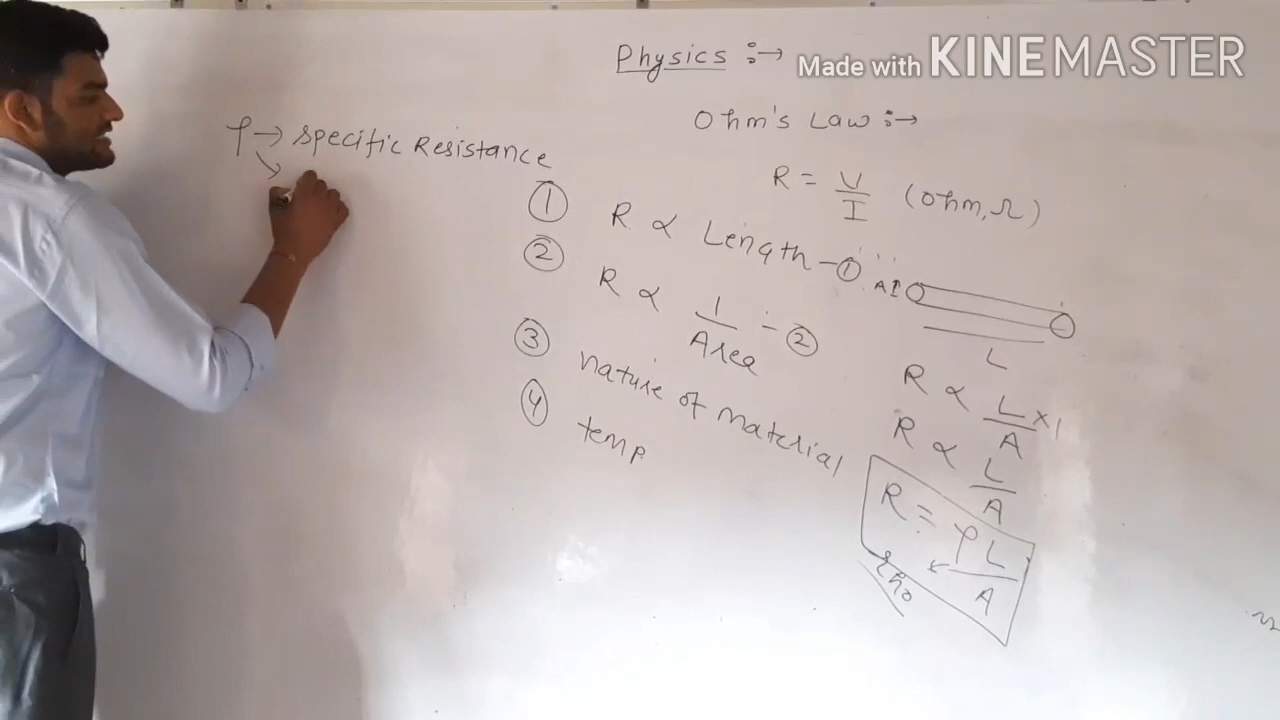 Physics :→
Made with KINEMASTER
Ohm's Law :→
R = V/I (ohm, Ω)
ρ → Specific Resistance
① R ∝ Length -①
② R ∝ 1/Area -②
③ nature of material
④ temp
A
L
R ∝ L/A ×1
R ∝ L/A
R = ρL/A
rho